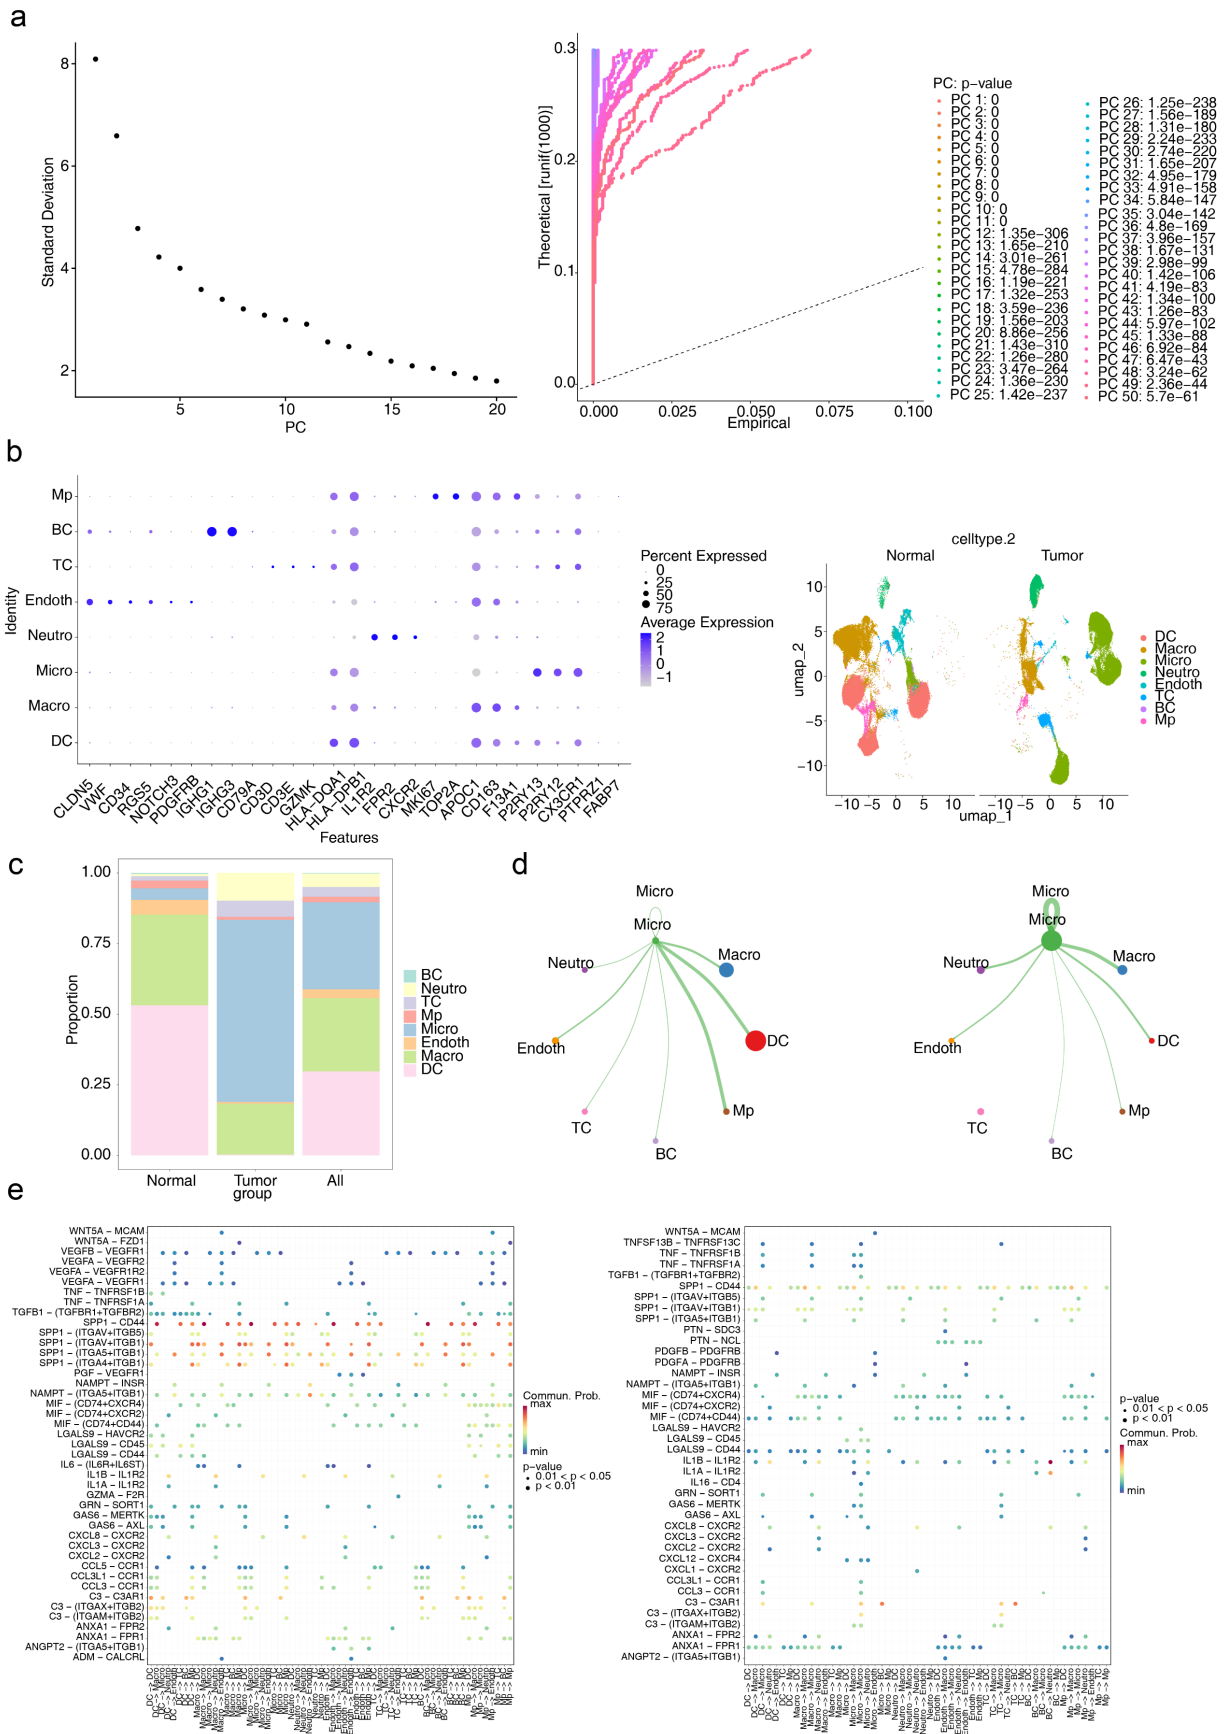 a
8
6
4
2
Standard Deviation
5
10
15
20
PC
0.3
0.2
0.1
0.0
Theoretical [runif(1000)]
0.000
0.025
0.050
0.075
0.100
Empirical
PC: p-value
PC 1: 0
PC 2: 0
PC 3: 0
PC 4: 0
PC 5: 0
PC 6: 0
PC 7: 0
PC 8: 0
PC 9: 0
PC 10: 0
PC 11: 0
PC 12: 1.35e−306
PC 13: 1.65e−210
PC 14: 3.01e−261
PC 15: 4.78e−284
PC 16: 1.19e−221
PC 17: 1.32e−253
PC 18: 3.59e−236
PC 19: 1.56e−203
PC 20: 8.86e−256
PC 21: 1.43e−310
PC 22: 1.26e−280
PC 23: 3.47e−264
PC 24: 1.36e−230
PC 25: 1.42e−237
PC 26: 1.25e−238
PC 27: 1.56e−189
PC 28: 1.31e−180
PC 29: 2.24e−233
PC 30: 2.74e−220
PC 31: 1.65e−207
PC 32: 4.95e−179
PC 33: 4.91e−158
PC 34: 5.84e−147
PC 35: 3.04e−142
PC 36: 4.8e−169
PC 37: 3.96e−157
PC 38: 1.67e−131
PC 39: 2.98e−99
PC 40: 1.42e−106
PC 41: 4.19e−83
PC 42: 1.34e−100
PC 43: 1.26e−83
PC 44: 5.97e−102
PC 45: 1.33e−88
PC 46: 6.92e−84
PC 47: 6.47e−43
PC 48: 3.24e−62
PC 49: 2.36e−44
PC 50: 5.7e−61
b
Identity
Mp
BC
TC
Endoth
Neutro
Micro
Macro
DC
CLDN5
VWF
CD34
RGS5
NOTCH3
PDGFRB
IGHG1
IGHG3
CD79A
CD3D
CD3E
GZMK
HLA−DQA1
HLA−DPB1
IL1R2
FPR2
CXCR2
MKI67
TOP2A
APOC1
CD163
F13A1
P2RY13
P2RY12
CX3CR1
PTPRZ1
FABP7
Features
Percent Expressed
0
25
50
75
Average Expression
2
1
0
−1
celltype.2
Normal
Tumor
10
5
0
−5
−10
umap_2
−10 −5 0 5 10
−10 −5 0 5 10
umap_1
DC
Macro
Micro
Neutro
Endoth
TC
BC
Mp
c
1.00
0.75
0.50
0.25
0.00
Proportion
Normal
Tumor
All
group
BC
Neutro
TC
Mp
Micro
Endoth
Macro
DC
d
Micro
Micro
Neutro
Macro
Endoth
DC
TC
Mp
BC
Micro
Micro
Neutro
Macro
Endoth
DC
TC
Mp
BC
e
WNT5A − MCAM
WNT5A − FZD1
VEGFB − VEGFR1
VEGFA − VEGFR2
VEGFA − VEGFR1R2
VEGFA − VEGFR1
TNF − TNFRSF1B
TNF − TNFRSF1A
TGFB1 − (TGFBR1+TGFBR2)
SPP1 − CD44
SPP1 − (ITGAV+ITGB5)
SPP1 − (ITGAV+ITGB1)
SPP1 − (ITGA5+ITGB1)
SPP1 − (ITGA4+ITGB1)
PGF − VEGFR1
NAMPT − INSR
NAMPT − (ITGA5+ITGB1)
MIF − (CD74+CXCR4)
MIF − (CD74+CXCR2)
MIF − (CD74+CD44)
LGALS9 − HAVCR2
LGALS9 − CD45
LGALS9 − CD44
IL6 − (IL6R+IL6ST)
IL1B − IL1R2
IL1A − IL1R2
GZMA − F2R
GRN − SORT1
GAS6 − MERTK
GAS6 − AXL
CXCL8 − CXCR2
CXCL3 − CXCR2
CXCL2 − CXCR2
CCL5 − CCR1
CCL3L1 − CCR1
CCL3 − CCR1
C3 − C3AR1
C3 − (ITGAX+ITGB2)
C3 − (ITGAM+ITGB2)
ANXA1 − FPR2
ANXA1 − FPR1
ANGPT2 − (ITGA5+ITGB1)
ADM − CALCRL
Commun. Prob.
max
min
p-value
0.01 < p < 0.05
p < 0.01
WNT5A − MCAM
TNFSF13B − TNFRSF13C
TNF − TNFRSF1B
TNF − TNFRSF1A
TGFB1 − (TGFBR1+TGFBR2)
SPP1 − CD44
SPP1 − (ITGAV+ITGB5)
SPP1 − (ITGAV+ITGB1)
SPP1 − (ITGA5+ITGB1)
PTN − SDC3
PTN − NCL
PDGFB − PDGFRB
PDGFA − PDGFRB
NAMPT − INSR
NAMPT − (ITGA5+ITGB1)
MIF − (CD74+CXCR4)
MIF − (CD74+CXCR2)
MIF − (CD74+CD44)
LGALS9 − HAVCR2
LGALS9 − CD45
LGALS9 − CD44
IL1B − IL1R2
IL1A − IL1R2
IL16 − CD4
GRN − SORT1
GAS6 − MERTK
GAS6 − AXL
CXCL8 − CXCR2
CXCL3 − CXCR2
CXCL2 − CXCR2
CXCL12 − CXCR4
CXCL1 − CXCR2
CCL3L1 − CCR1
CCL3 − CCR1
C3 − C3AR1
C3 − (ITGAX+ITGB2)
C3 − (ITGAM+ITGB2)
ANXA1 − FPR2
ANXA1 − FPR1
ANGPT2 − (ITGA5+ITGB1)
p-value
0.01 < p < 0.05
p < 0.01
Commun. Prob.
max
min